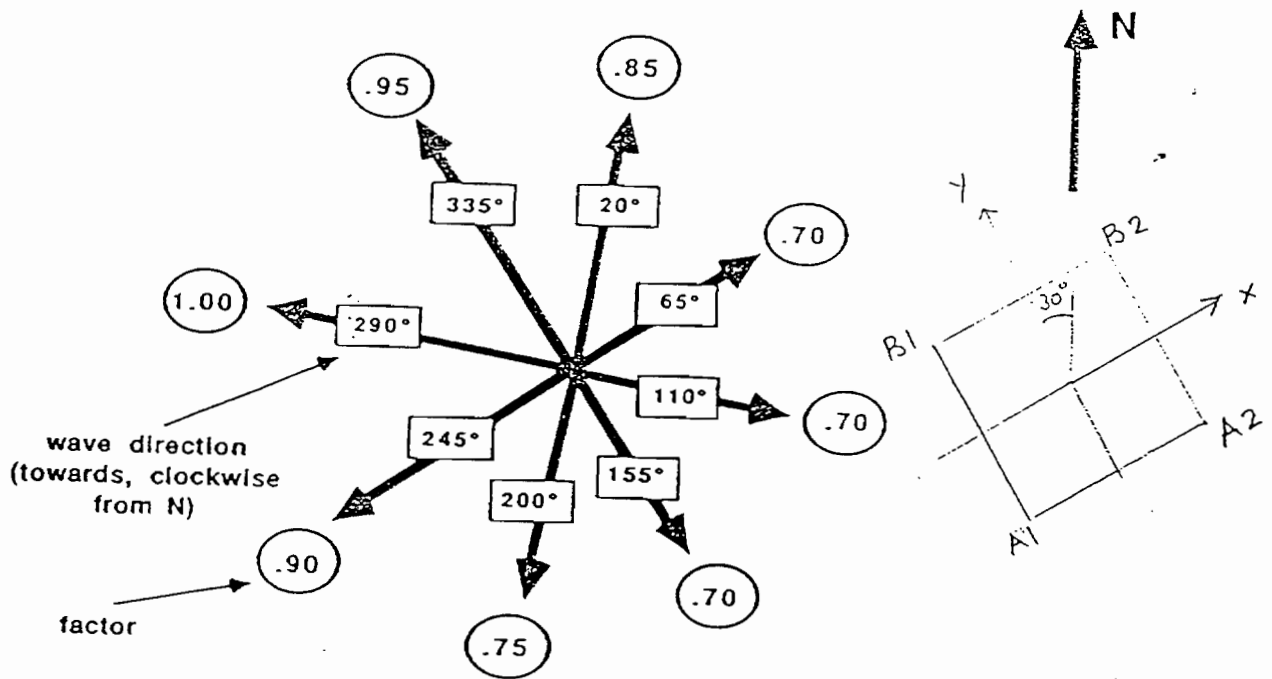 N
.95
.85
335°
20°
.70
1.00
290°
65°
110°
.70
245°
200°
155°
wave direction
(towards, clockwise
from N)
.90
factor
.70
.75
Y
B2
30°
X
B1
A2
A1